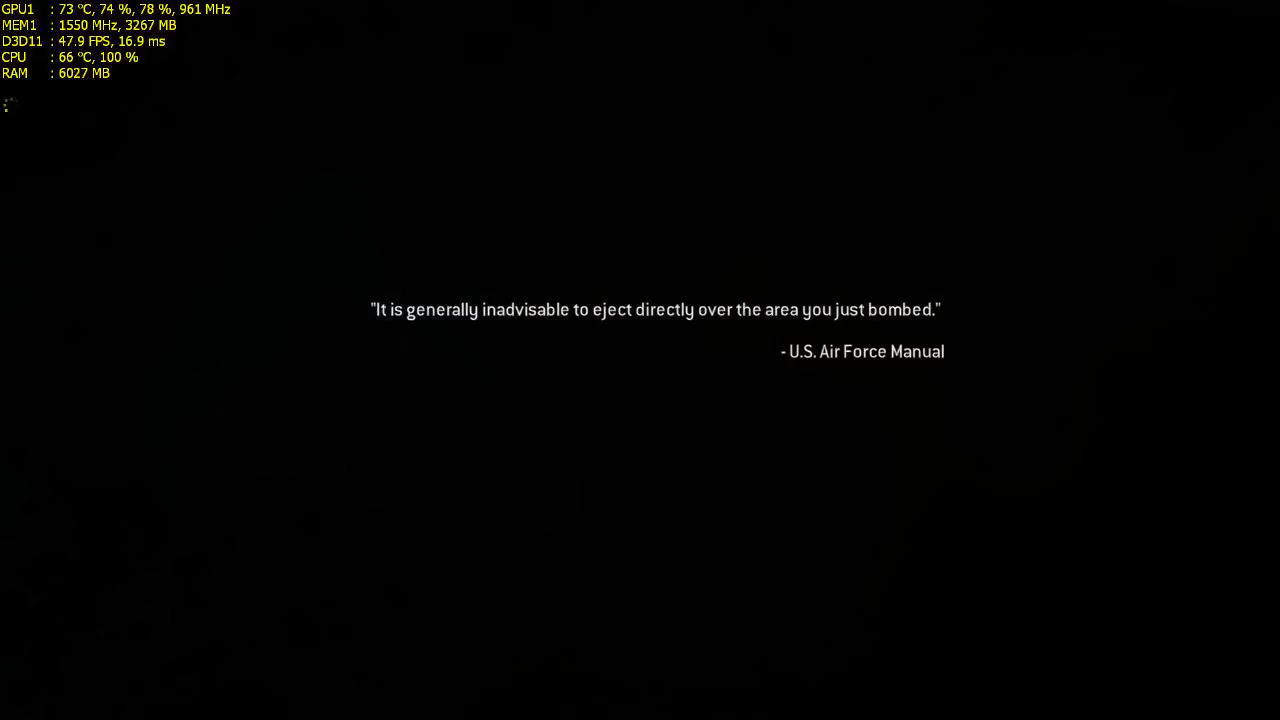 GPU1 : 73 ºC, 74 %, 78 %, 961 MHz
MEM1 : 1550 MHz, 3267 MB
D3D11 : 47.9 FPS, 16.9 ms
CPU : 66 ºC, 100 %
RAM : 6027 MB
"It is generally inadvisable to eject directly over the area you just bombed."
- U.S. Air Force Manual